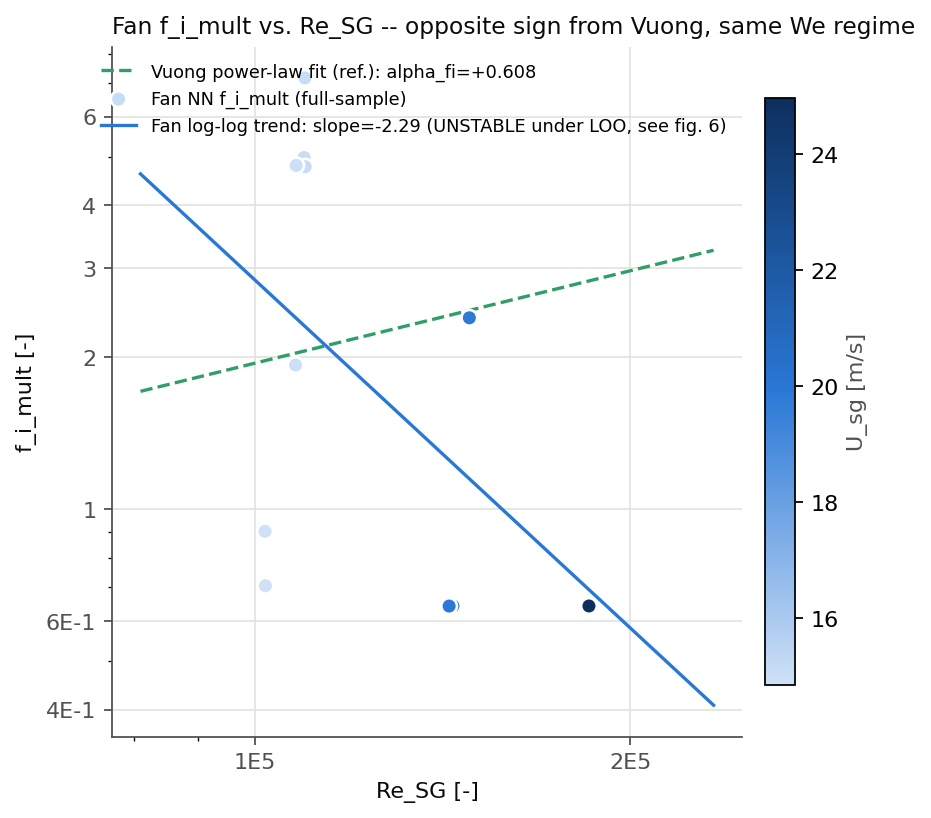 Fan f_i_mult vs. Re_SG -- opposite sign from Vuong, same We regime
Vuong power-law fit (ref.): alpha_fi=+0.608
Fan NN f_i_mult (full-sample)
Fan log-log trend: slope=-2.29 (UNSTABLE under LOO, see fig. 6)
6
4
3
2
1
6E-1
4E-1
f_i_mult [-]
1E5
2E5
Re_SG [-]
24
22
20
18
16
U_sg [m/s]